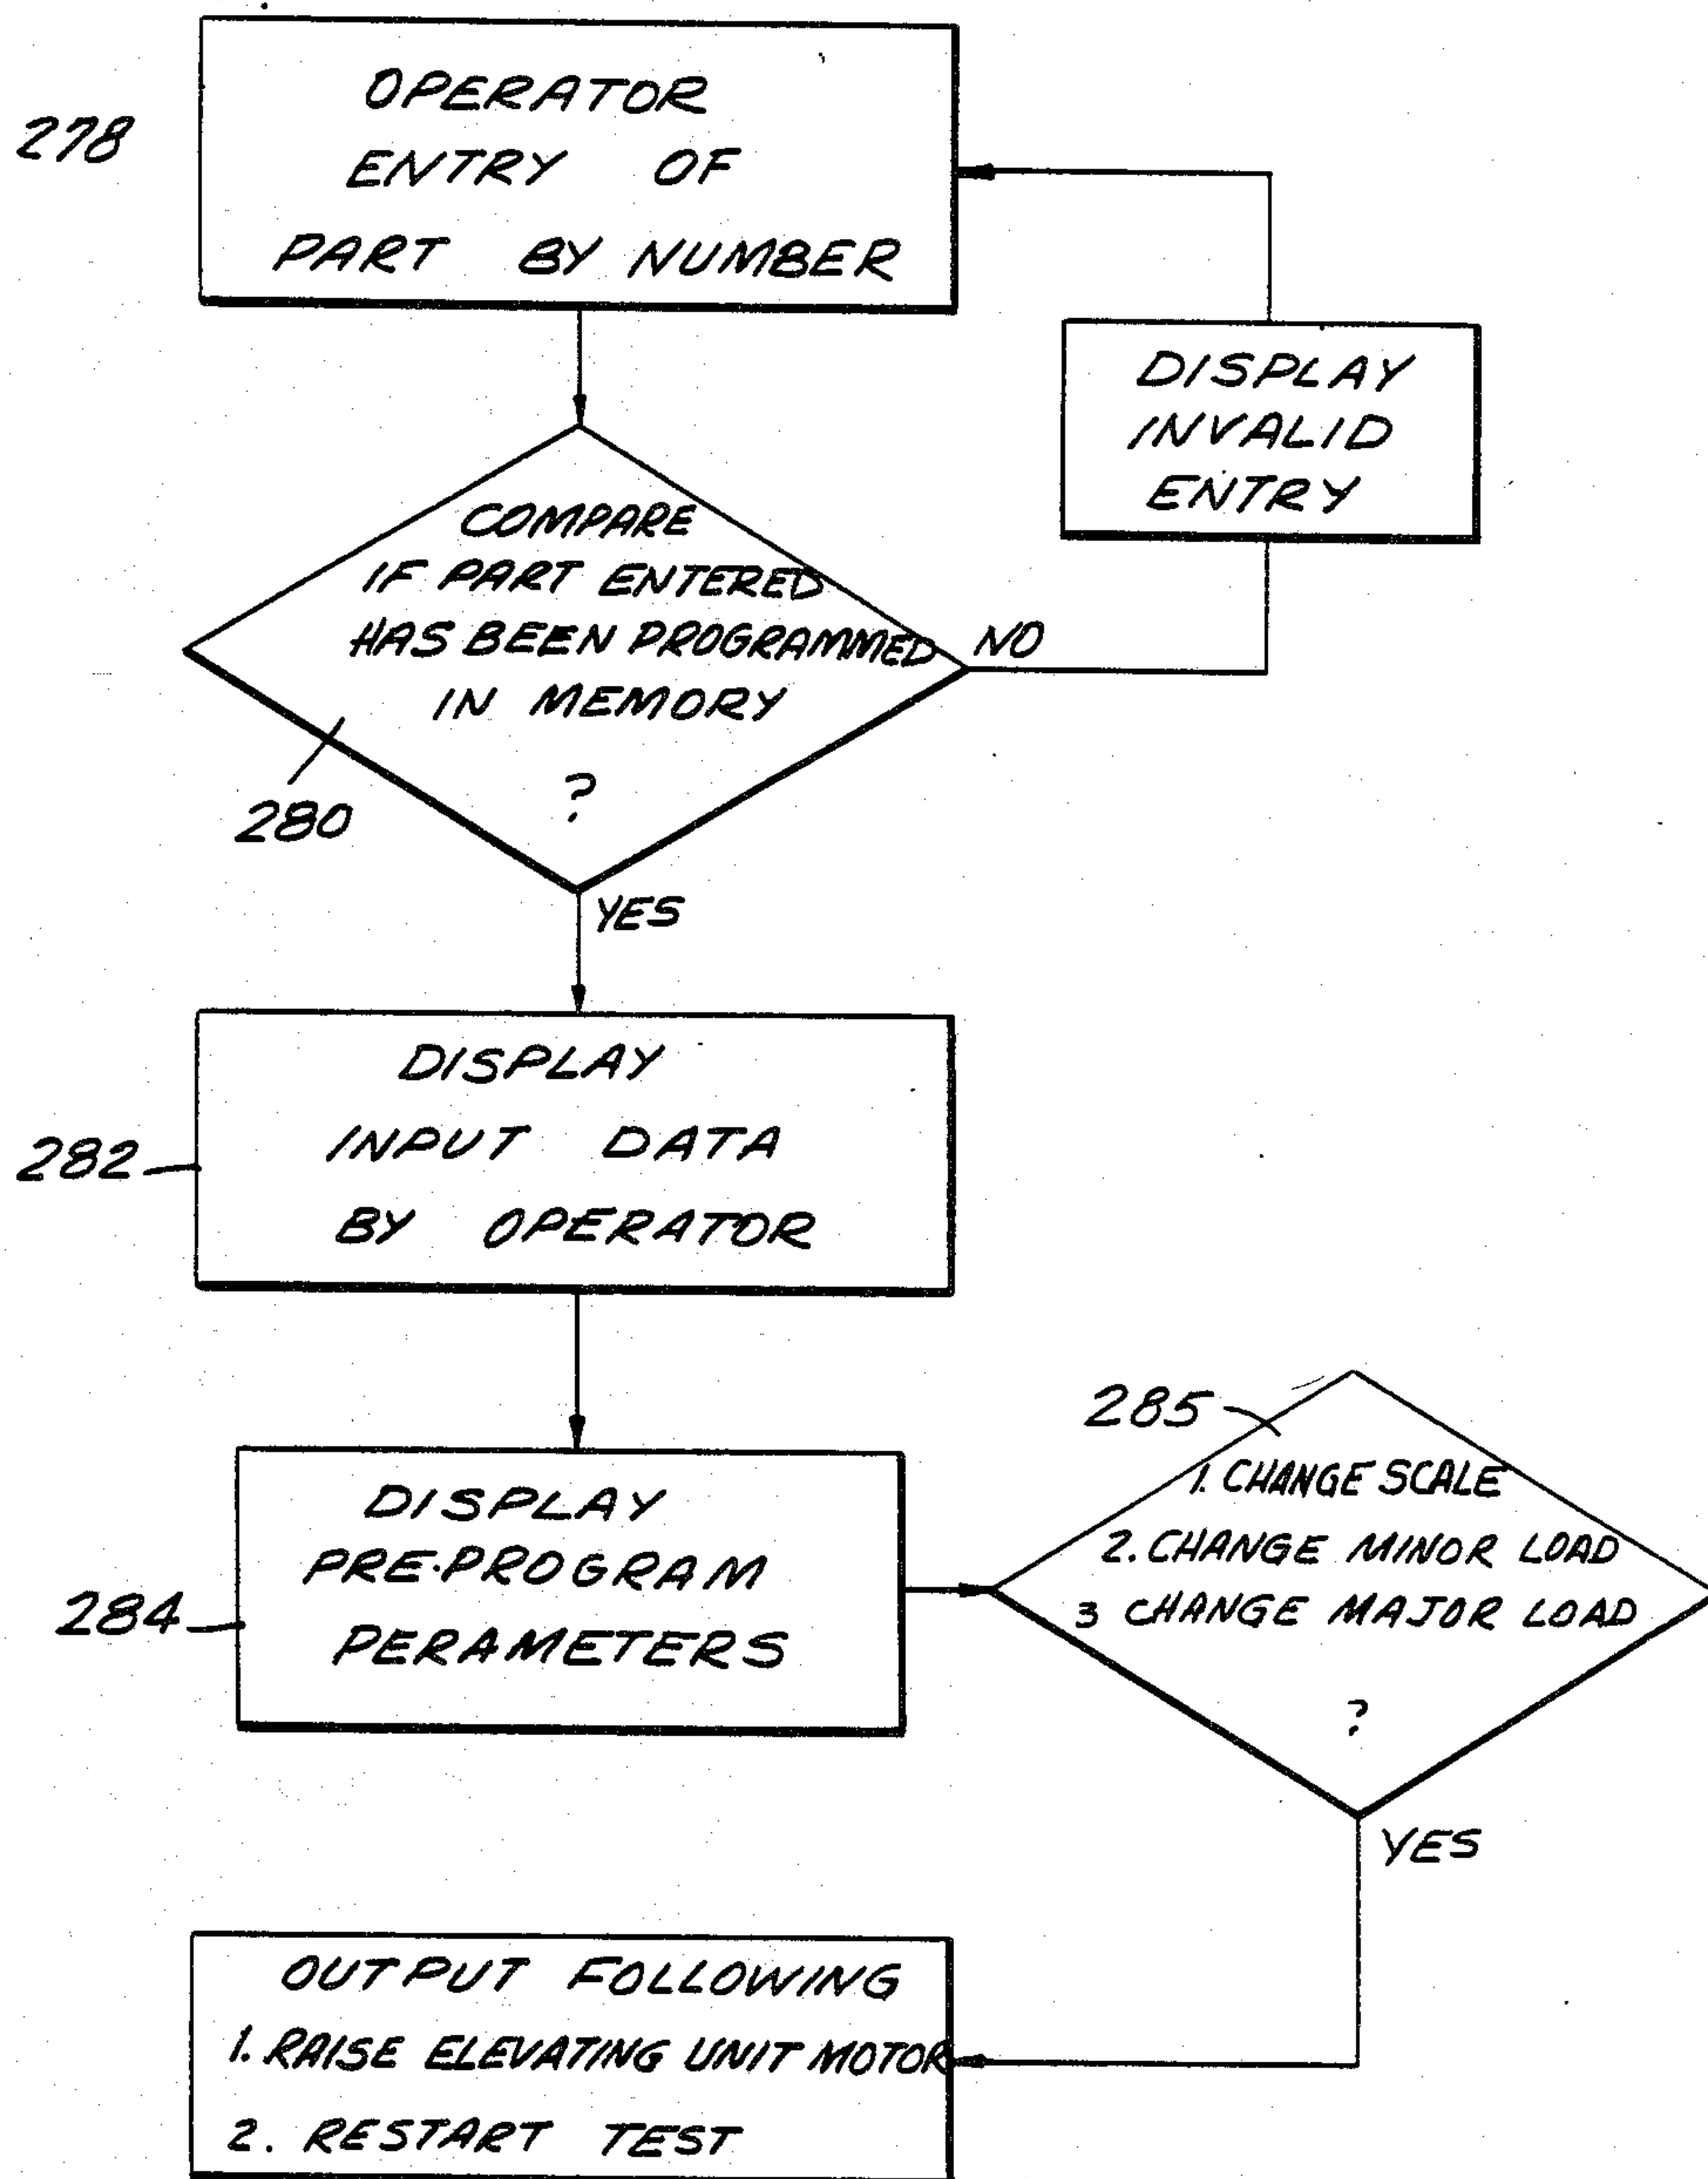 278
OPERATOR
ENTRY OF
PART BY NUMBER
DISPLAY
INVALID
ENTRY
COMPARE
IF PART ENTERED
HAS BEEN PROGRAMMED
IN MEMORY
?
NO
280
YES
282
DISPLAY
INPUT DATA
BY OPERATOR
284
DISPLAY
PRE-PROGRAM
PERAMETERS
285
1. CHANGE SCALE
2. CHANGE MINOR LOAD
3 CHANGE MAJOR LOAD
?
YES
OUTPUT FOLLOWING
1. RAISE ELEVATING UNIT MOTOR
2. RESTART TEST